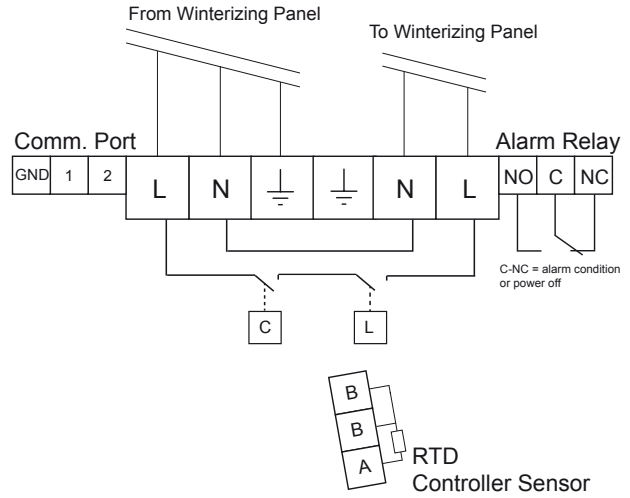 From Winterizing Panel
To Winterizing Panel
Comm. Port
Alarm Relay
GND 1 2 L N N L NO C NC
C-NC = alarm condition
or power off
C L
B
B
A
RTD
Controller Sensor